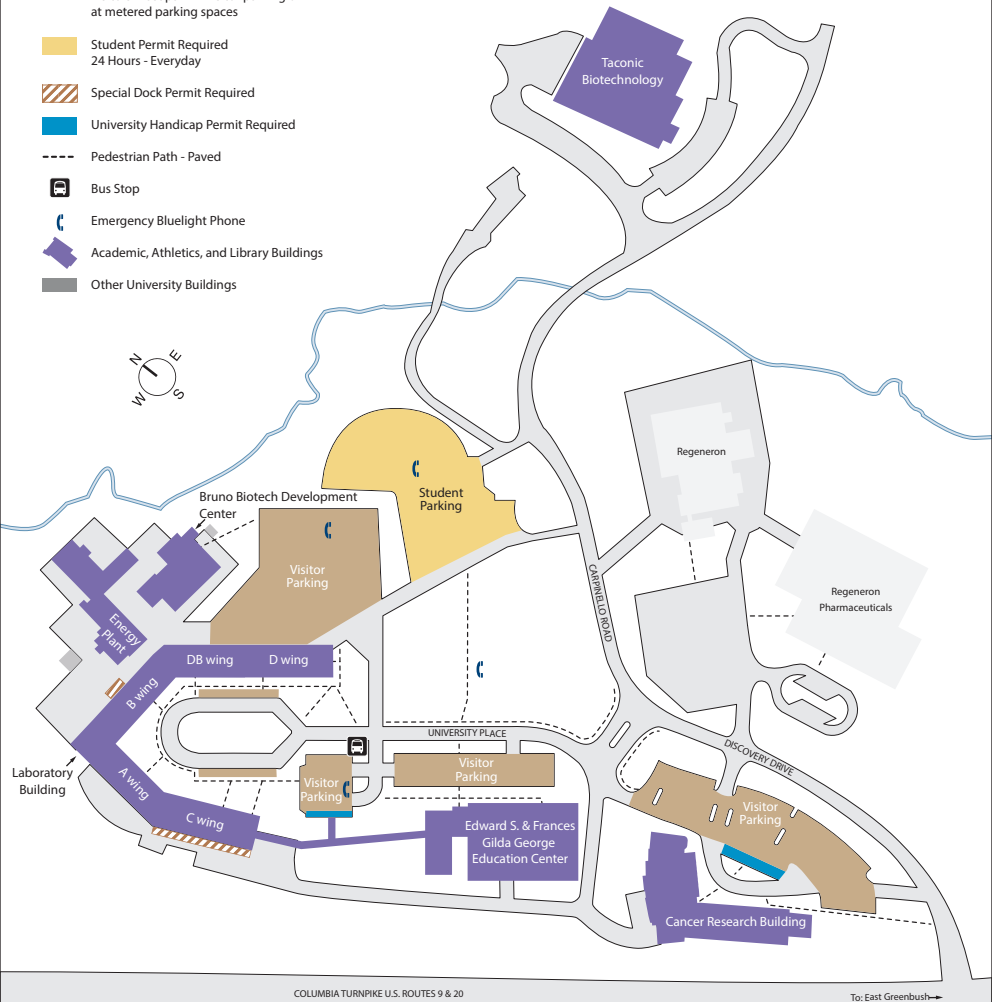 at metered parking spaces
Student Permit Required
24 Hours - Everyday
Special Dock Permit Required
University Handicap Permit Required
Pedestrian Path - Paved
Bus Stop
Emergency Bluelight Phone
Academic, Athletics, and Library Buildings
Other University Buildings
Taconic
Biotechnology
N
E
W
S
Regeneron
Student
Parking
Bruno Biotech Development
Center
Visitor
Parking
CARPINELLO ROAD
Regeneron
Pharmaceuticals
Energy
Plant
DB wing
D wing
B wing
UNIVERSITY PLACE
DISCOVERY DRIVE
Laboratory
Building
A wing
Visitor
Parking
Visitor
Parking
Visitor
Parking
C wing
Edward S. & Frances
Gilda George
Education Center
Cancer Research Building
COLUMBIA TURNPIKE U.S. ROUTES 9 & 20
To: East Greenbush